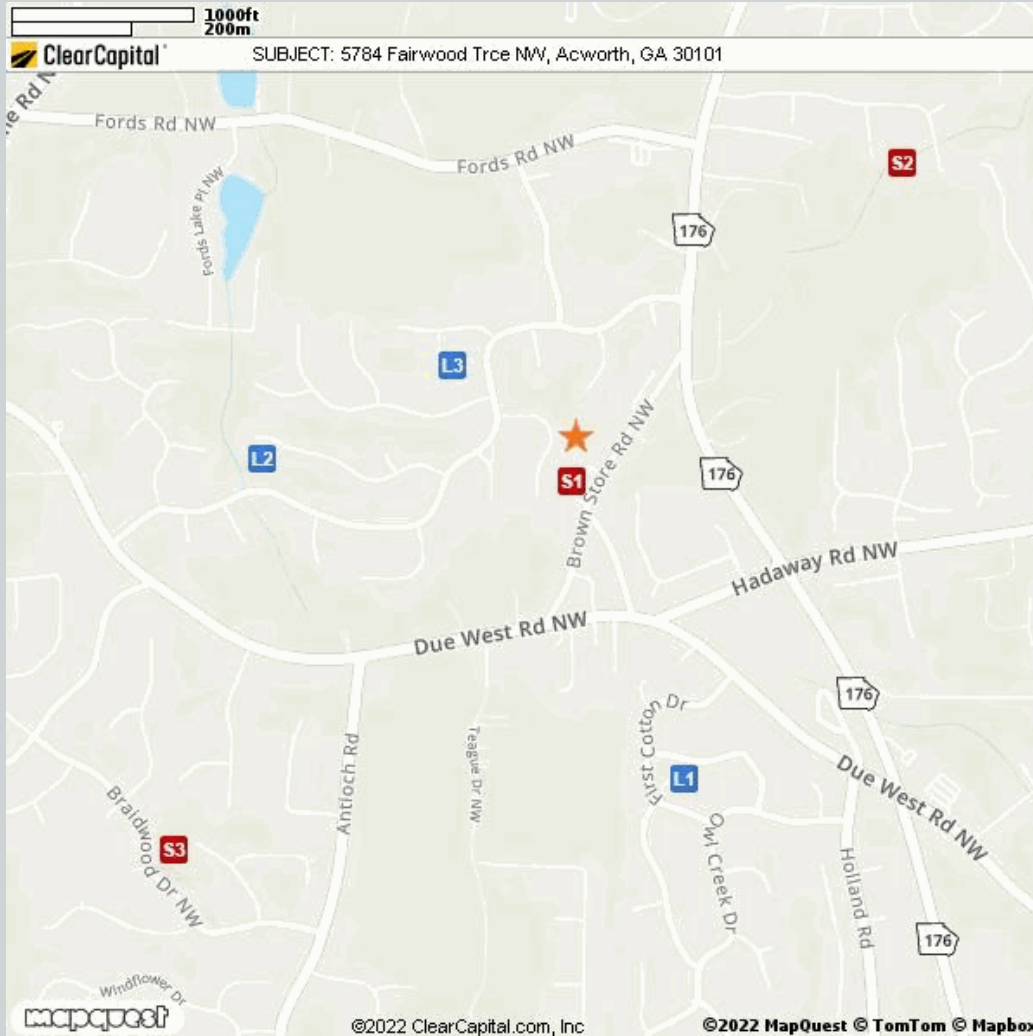 1000ft
200m
ClearCapital
SUBJECT: 5784 Fairwood Trce NW, Acworth, GA 30101
Rd
Fords Rd NW
Fords Rd NW
S2
Fords Lake Pl NW
176
L3
Brown Store Rd NW
L2
S1
176
Hadaway Rd NW
Due West Rd NW
176
First Cotton Dr
Teague Dr NW
Antioch Rd
L1
Due West Rd NW
Braidwood Dr NW
S3
Owl Creek Dr
Holland Rd
176
Windflower Dr
mapquest
©2022 ClearCapital.com, Inc
©2022 MapQuest © TomTom © Mapbox